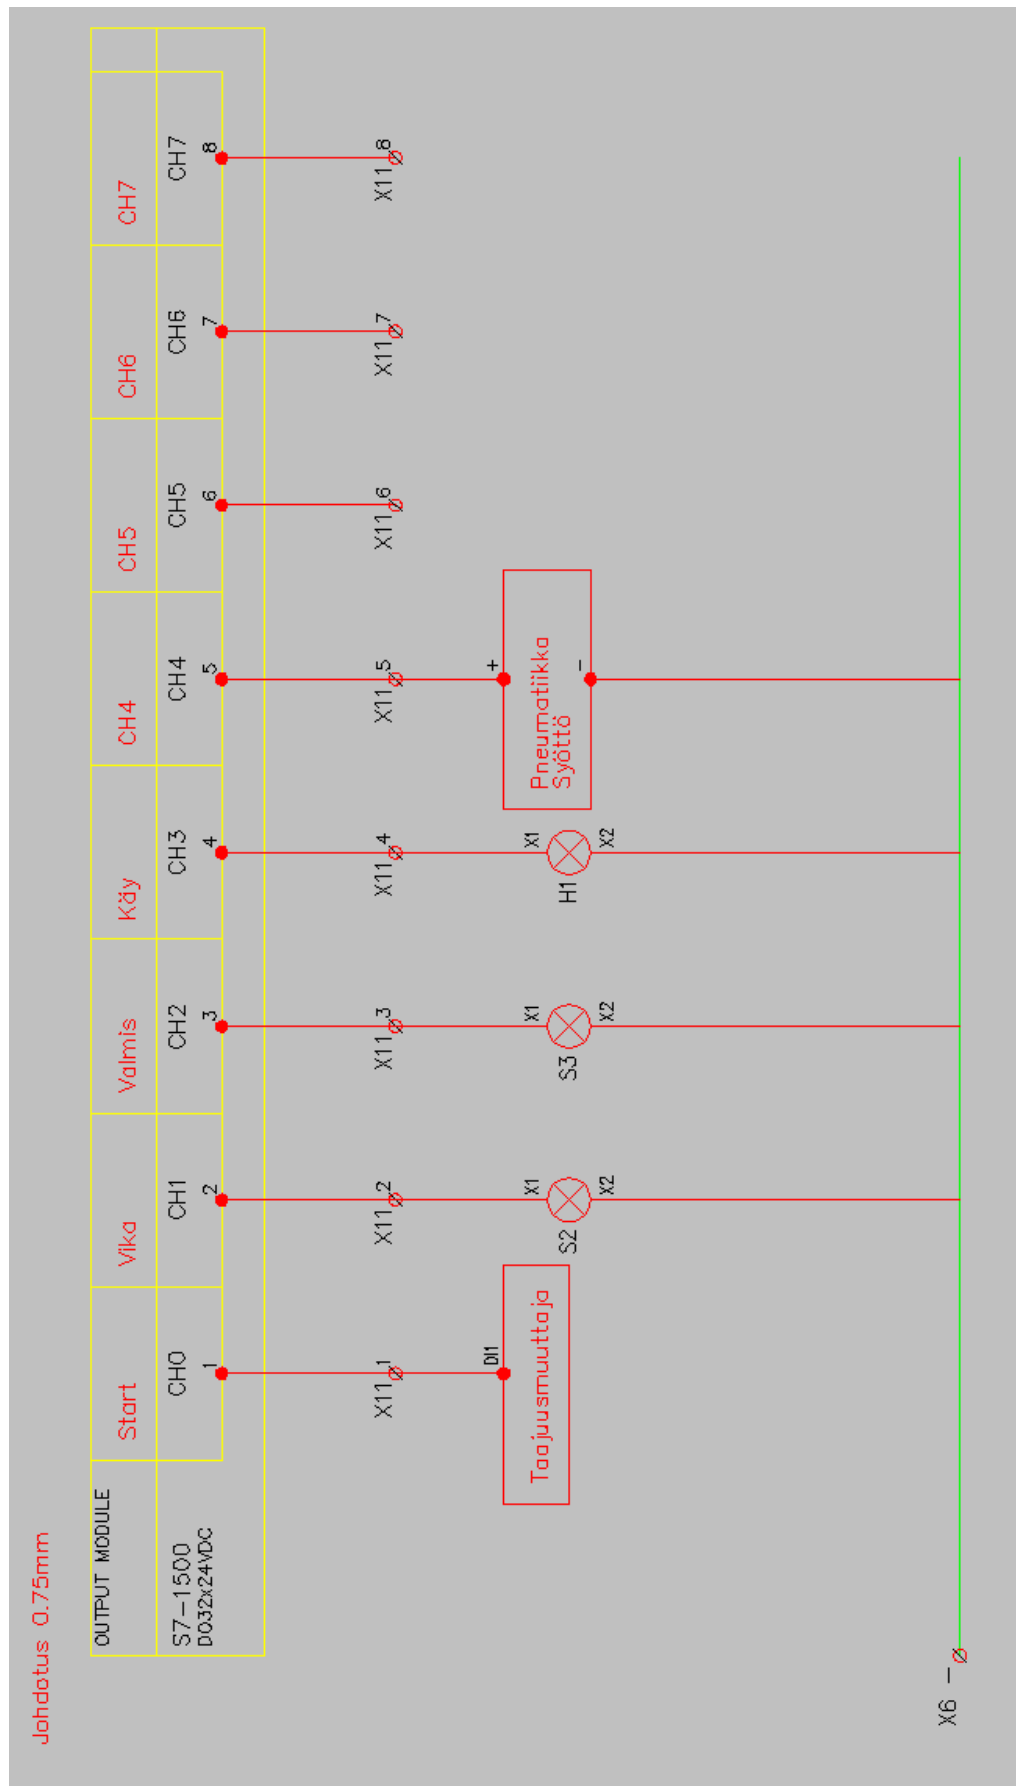 Johdotus 0.75mm
OUTPUT MODULE
Start
Vika
Valmis
Käy
CH4
CH5
CH6
CH7
S7-1500
DO32x24VDC
CH0
CH1
CH2
CH3
CH4
CH5
CH6
CH7
1
2
3
4
5
6
7
8
X11 1
X11 2
X11 3
X11 4
X11 5
X11 6
X11 7
X11 8
DI1
Taajuusmuuttaja
X1
S2
X2
X1
S3
X2
X1
H1
X2
+
Pneumatiikka
Syöttö
-
X6 -